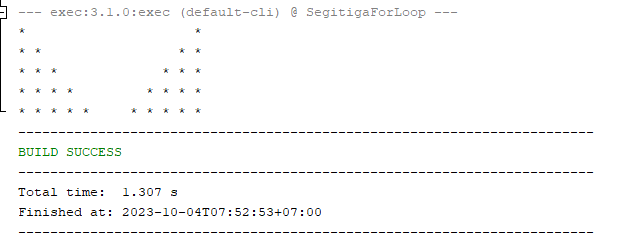 --- exec:3.1.0:exec (default-cli) @ SegitigaForLoop ---
*                     *
* *                 * *
* * *             * * *
* * * *         * * * *
* * * * *     * * * * *
------------------------------------------------------------------------
BUILD SUCCESS
------------------------------------------------------------------------
Total time:  1.307 s
Finished at: 2023-10-04T07:52:53+07:00
------------------------------------------------------------------------